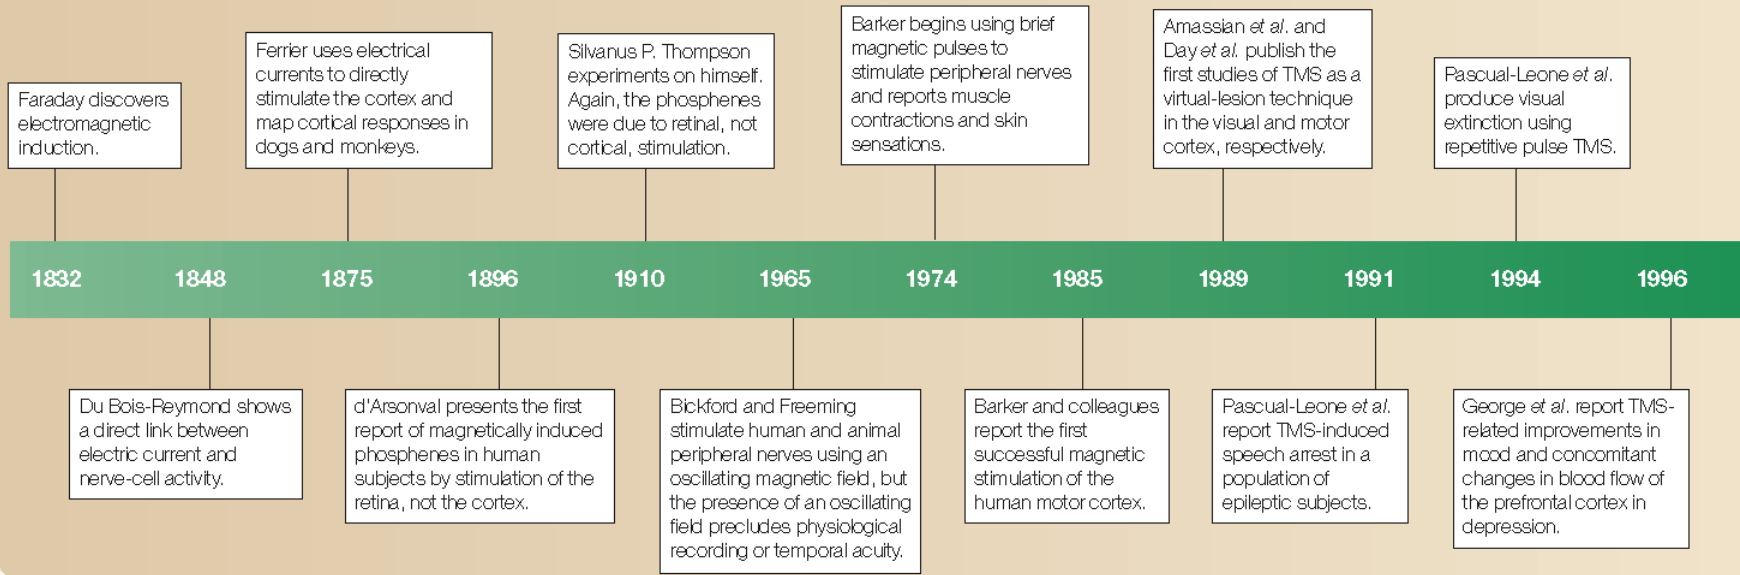 Faraday discovers
electromagnetic
induction.
Ferrier uses electrical
currents to directly
stimulate the cortex and
map cortical responses in
dogs and monkeys.
Silvanus P. Thompson
experiments on himself.
Again, the phosphenes
were due to retinal, not
cortical, stimulation.
Barker begins using brief
magnetic pulses to
stimulate peripheral nerves
and reports muscle
contractions and skin
sensations.
Amassian et al. and
Day et al. publish the
first studies of TMS as a
virtual-lesion technique
in the visual and motor
cortex, respectively.
Pascual-Leone et al.
produce visual
extinction using
repetitive pulse TMS.
1832 1848 1875 1896 1910 1965 1974 1985 1989 1991 1994 1996
Du Bois-Reymond shows
a direct link between
electric current and
nerve-cell activity.
d'Arsonval presents the first
report of magnetically induced
phosphenes in human
subjects by stimulation of the
retina, not the cortex.
Bickford and Freeming
stimulate human and animal
peripheral nerves using an
oscillating magnetic field, but
the presence of an oscillating
field precludes physiological
recording or temporal acuity.
Barker and colleagues
report the first
successful magnetic
stimulation of the
human motor cortex.
Pascual-Leone et al.
report TMS-induced
speech arrest in a
population of
epileptic subjects.
George et al. report TMS-
related improvements in
mood and concomitant
changes in blood flow of
the prefrontal cortex in
depression.